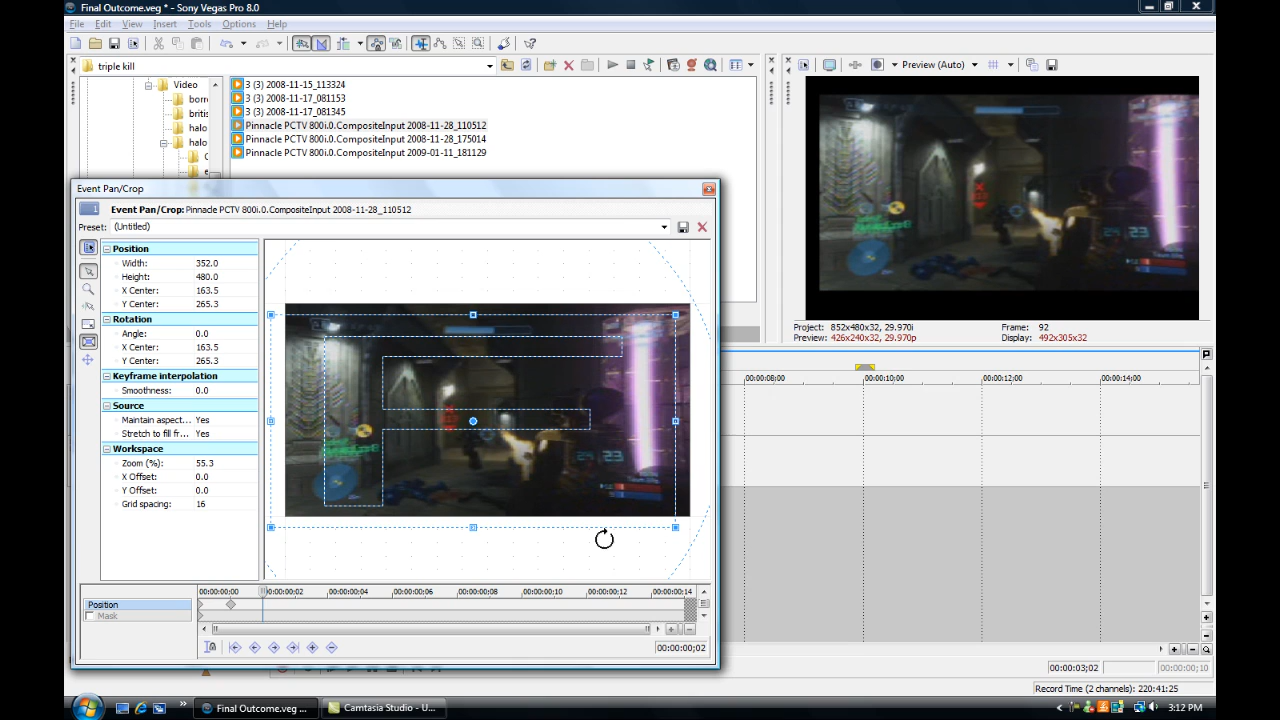 Final Outcome.veg * - Sony Vegas Pro 8.0
File Edit View Insert Tools Options Help
triple kill
Video
borr
britis
halo
halo
3 (3) 2008-11-15_113324
3 (3) 2008-11-17_081153
3 (3) 2008-11-17_081345
Pinnacle PCTV 800i.0.CompositeInput 2008-11-28_110512
Pinnacle PCTV 800i.0.CompositeInput 2008-11-28_175014
Pinnacle PCTV 800i.0.CompositeInput 2009-01-11_181129
Preview (Auto)
Project: 852x480x32, 29.970i
Preview: 426x240x32, 29.970p
Frame: 92
Display: 492x305x32
Event Pan/Crop
Event Pan/Crop: Pinnacle PCTV 800i.0.CompositeInput 2008-11-28_110512
Preset: (Untitled)
Position
Width: 352.0
Height: 480.0
X Center: 163.5
Y Center: 265.3
Rotation
Angle: 0.0
X Center: 163.5
Y Center: 265.3
Keyframe interpolation
Smoothness: 0.0
Source
Maintain aspect... Yes
Stretch to fill fr... Yes
Workspace
Zoom (%): 55.3
X Offset: 0.0
Y Offset: 0.0
Grid spacing: 16
00:00:00;00 00:00:00;02 00:00:00;04 00:00:00;06 00:00:00;08 00:00:00;10 00:00:00;12 00:00:00;14
Position
Mask
00:00:00;02
00:00:08;00 00:00:10;00 00:00:12;00 00:00:14;00
00:00:03;02 00:00:00;10
Record Time (2 channels): 220:41:25
Final Outcome.veg ...
Camtasia Studio - U...
3:12 PM